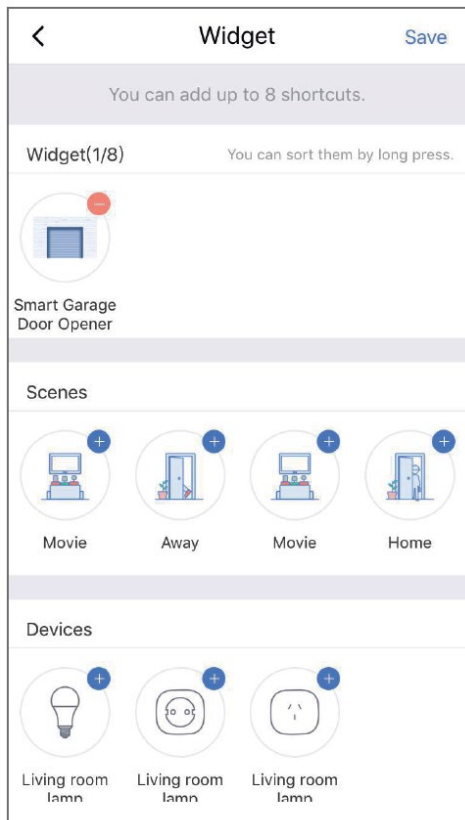 Widget
Save
You can add up to 8 shortcuts.
Widget(1/8)
You can sort them by long press.
Smart Garage
Door Opener
Scenes
Movie
Away
Movie
Home
Devices
Living room
lamp
Living room
lamp
Living room
lamp